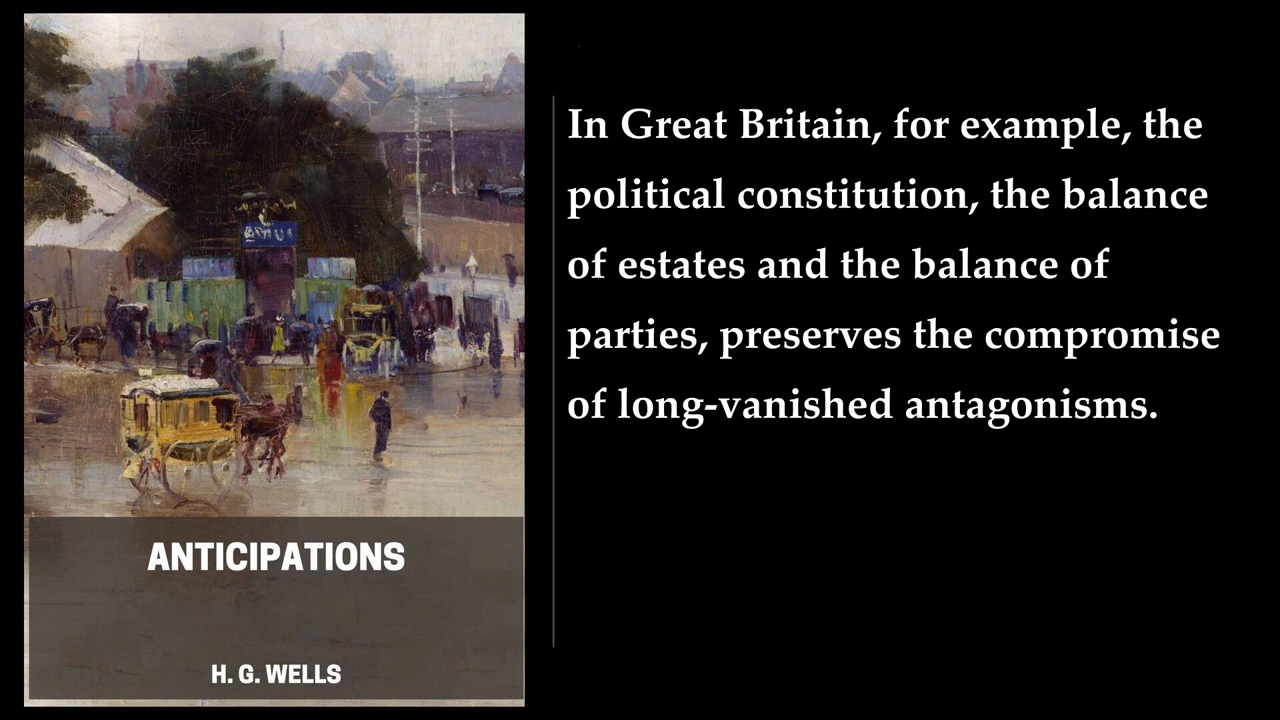 ANTICIPATIONS
H. G. WELLS
In Great Britain, for example, the
political constitution, the balance
of estates and the balance of
parties, preserves the compromise
of long-vanished antagonisms.